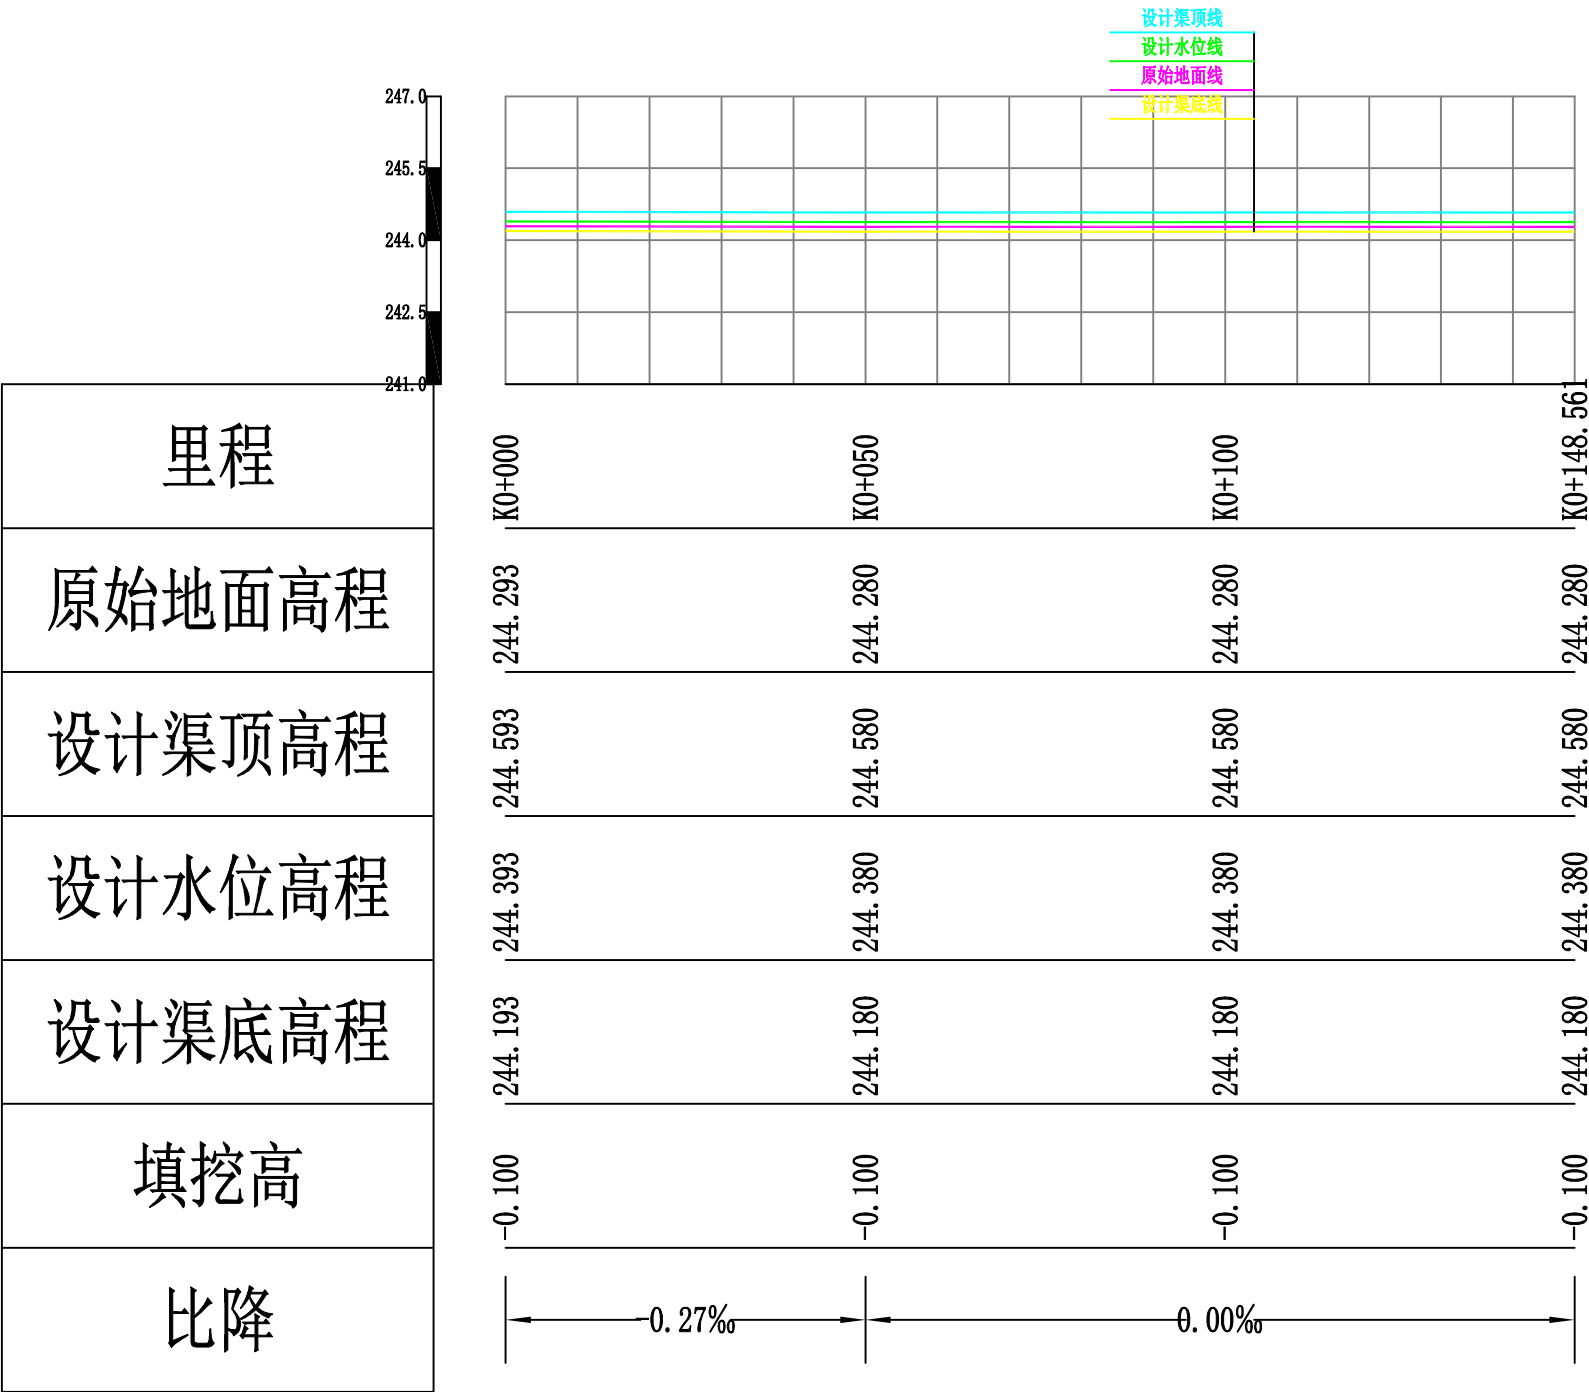 设计渠顶线
设计水位线
原始地面线
设计渠底线
247.0
245.5
244.0
242.5
241.0
里程 K0+000 K0+050 K0+100 K0+148.561
原始地面高程 244.293 244.280 244.280 244.280
设计渠顶高程 244.593 244.580 244.580 244.580
设计水位高程 244.393 244.380 244.380 244.380
设计渠底高程 244.193 244.180 244.180 244.180
填挖高 -0.100 -0.100 -0.100 -0.100
比降 -0.27‰ 0.00‰